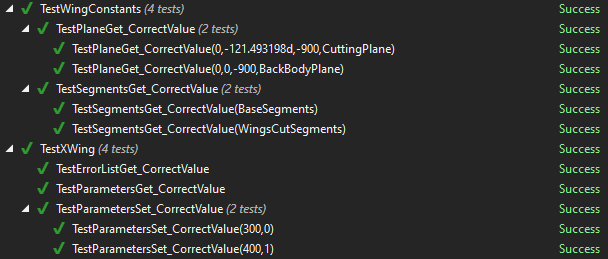 TestWingConstants (4 tests) Success
TestPlaneGet_CorrectValue (2 tests) Success
TestPlaneGet_CorrectValue(0,-121.493198d,-900,CuttingPlane) Success
TestPlaneGet_CorrectValue(0,0,-900,BackBodyPlane) Success
TestSegmentsGet_CorrectValue (2 tests) Success
TestSegmentsGet_CorrectValue(BaseSegments) Success
TestSegmentsGet_CorrectValue(WingsCutSegments) Success
TestXWing (4 tests) Success
TestErrorListGet_CorrectValue Success
TestParametersGet_CorrectValue Success
TestParametersSet_CorrectValue (2 tests) Success
TestParametersSet_CorrectValue(300,0) Success
TestParametersSet_CorrectValue(400,1) Success